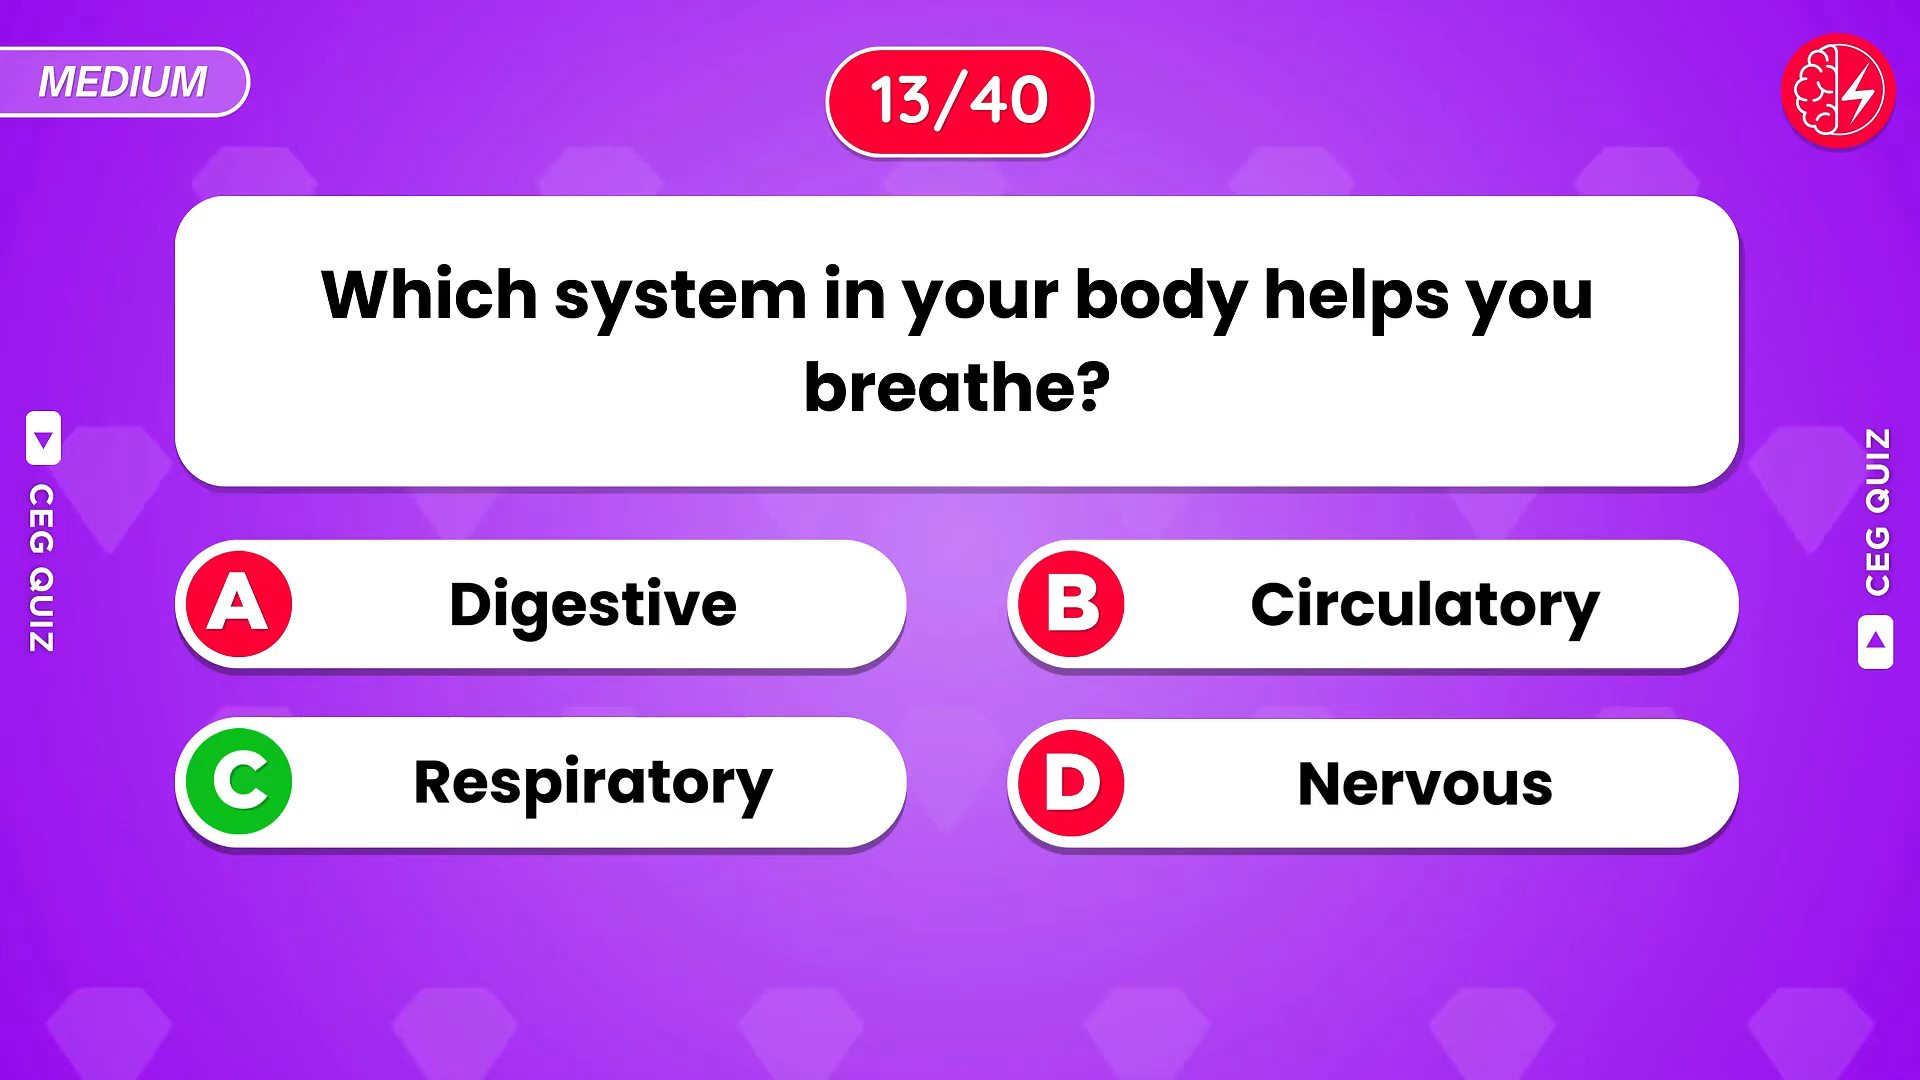 MEDIUM
13/40
Which system in your body helps you
breathe?
A Digestive
B Circulatory
C Respiratory
D Nervous
CEG QUIZ
CEG QUIZ